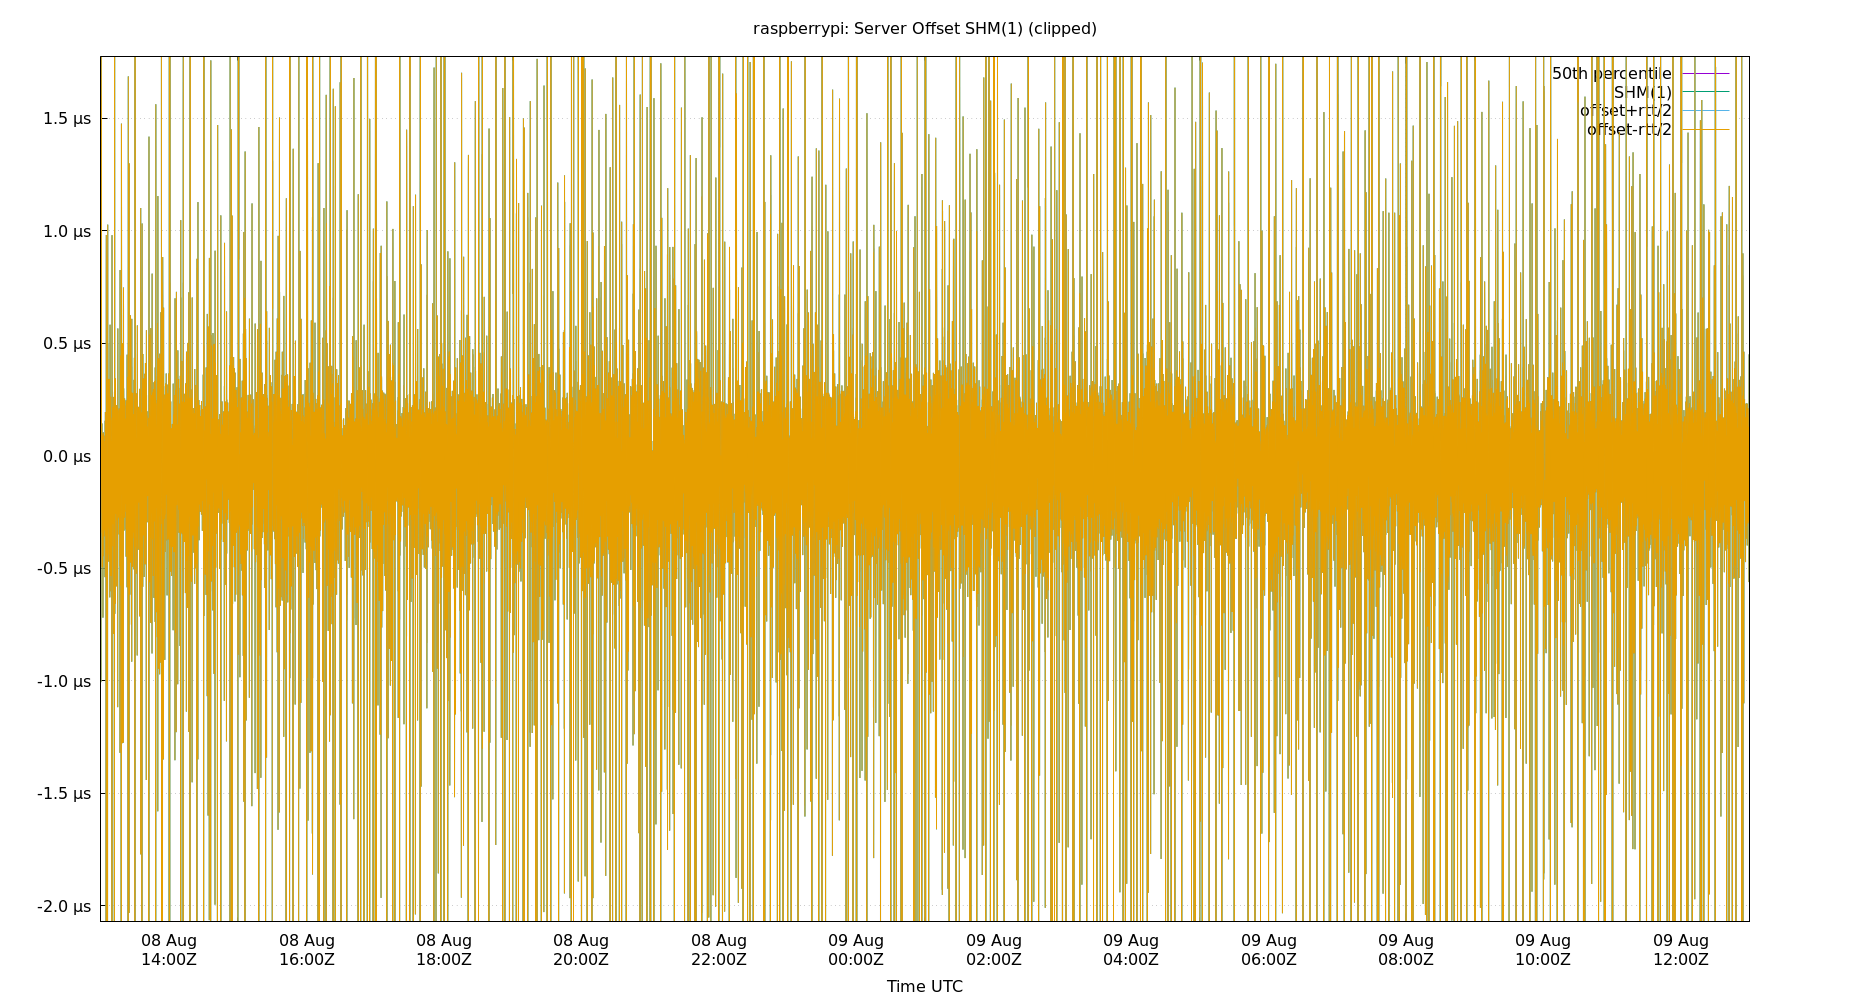 raspberrypi: Server Offset SHM(1) (clipped)
50th percentile
SHM(1)
offset+rtt/2
offset-rtt/2
1.5 µs
1.0 µs
0.5 µs
0.0 µs
-0.5 µs
-1.0 µs
-1.5 µs
-2.0 µs
08 Aug 08 Aug 08 Aug 08 Aug 08 Aug 09 Aug 09 Aug 09 Aug 09 Aug 09 Aug 09 Aug 09 Aug
14:00Z 16:00Z 18:00Z 20:00Z 22:00Z 00:00Z 02:00Z 04:00Z 06:00Z 08:00Z 10:00Z 12:00Z
Time UTC